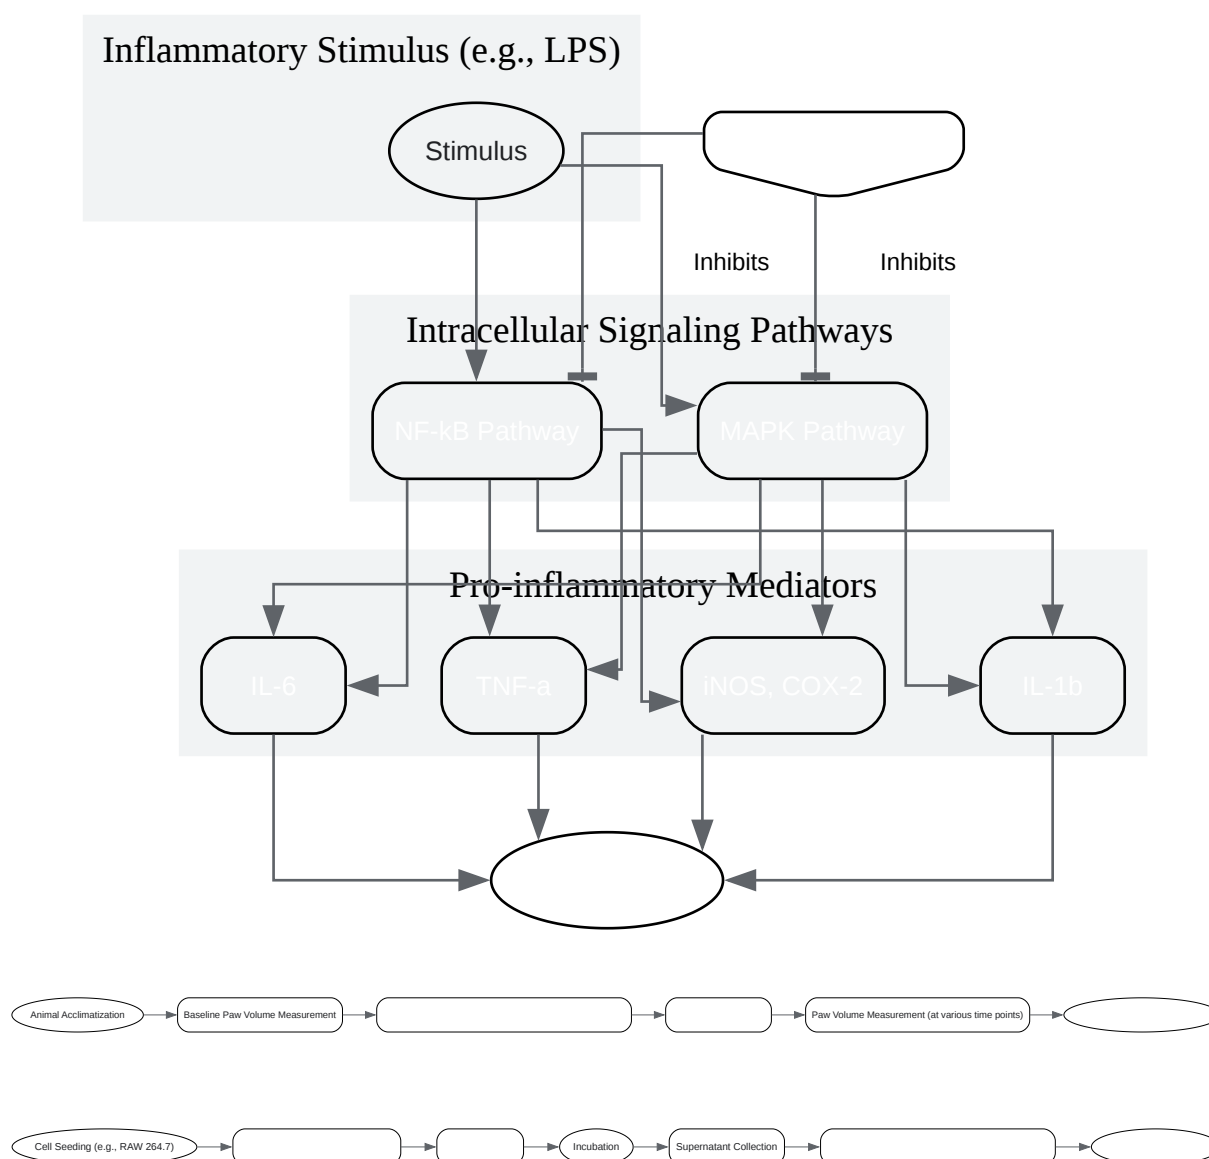 Inflammatory Stimulus (e.g., LPS)
Stimulus
Inhibits
Inhibits
Intracellular Signaling Pathways
NF-kB Pathway
MAPK Pathway
Pro-inflammatory Mediators
IL-6
TNF-a
iNOS, COX-2
IL-1b
Animal Acclimatization
Baseline Paw Volume Measurement
Paw Volume Measurement (at various time points)
Cell Seeding (e.g., RAW 264.7)
Incubation
Supernatant Collection